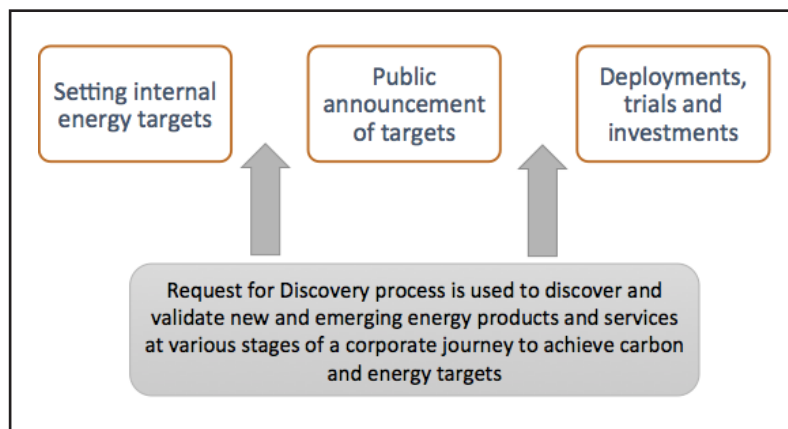 Setting internal
energy targets
Public
announcement
of targets
Deployments,
trials and
investments
Request for Discovery process is used to discover and
validate new and emerging energy products and services
at various stages of a corporate journey to achieve carbon
and energy targets